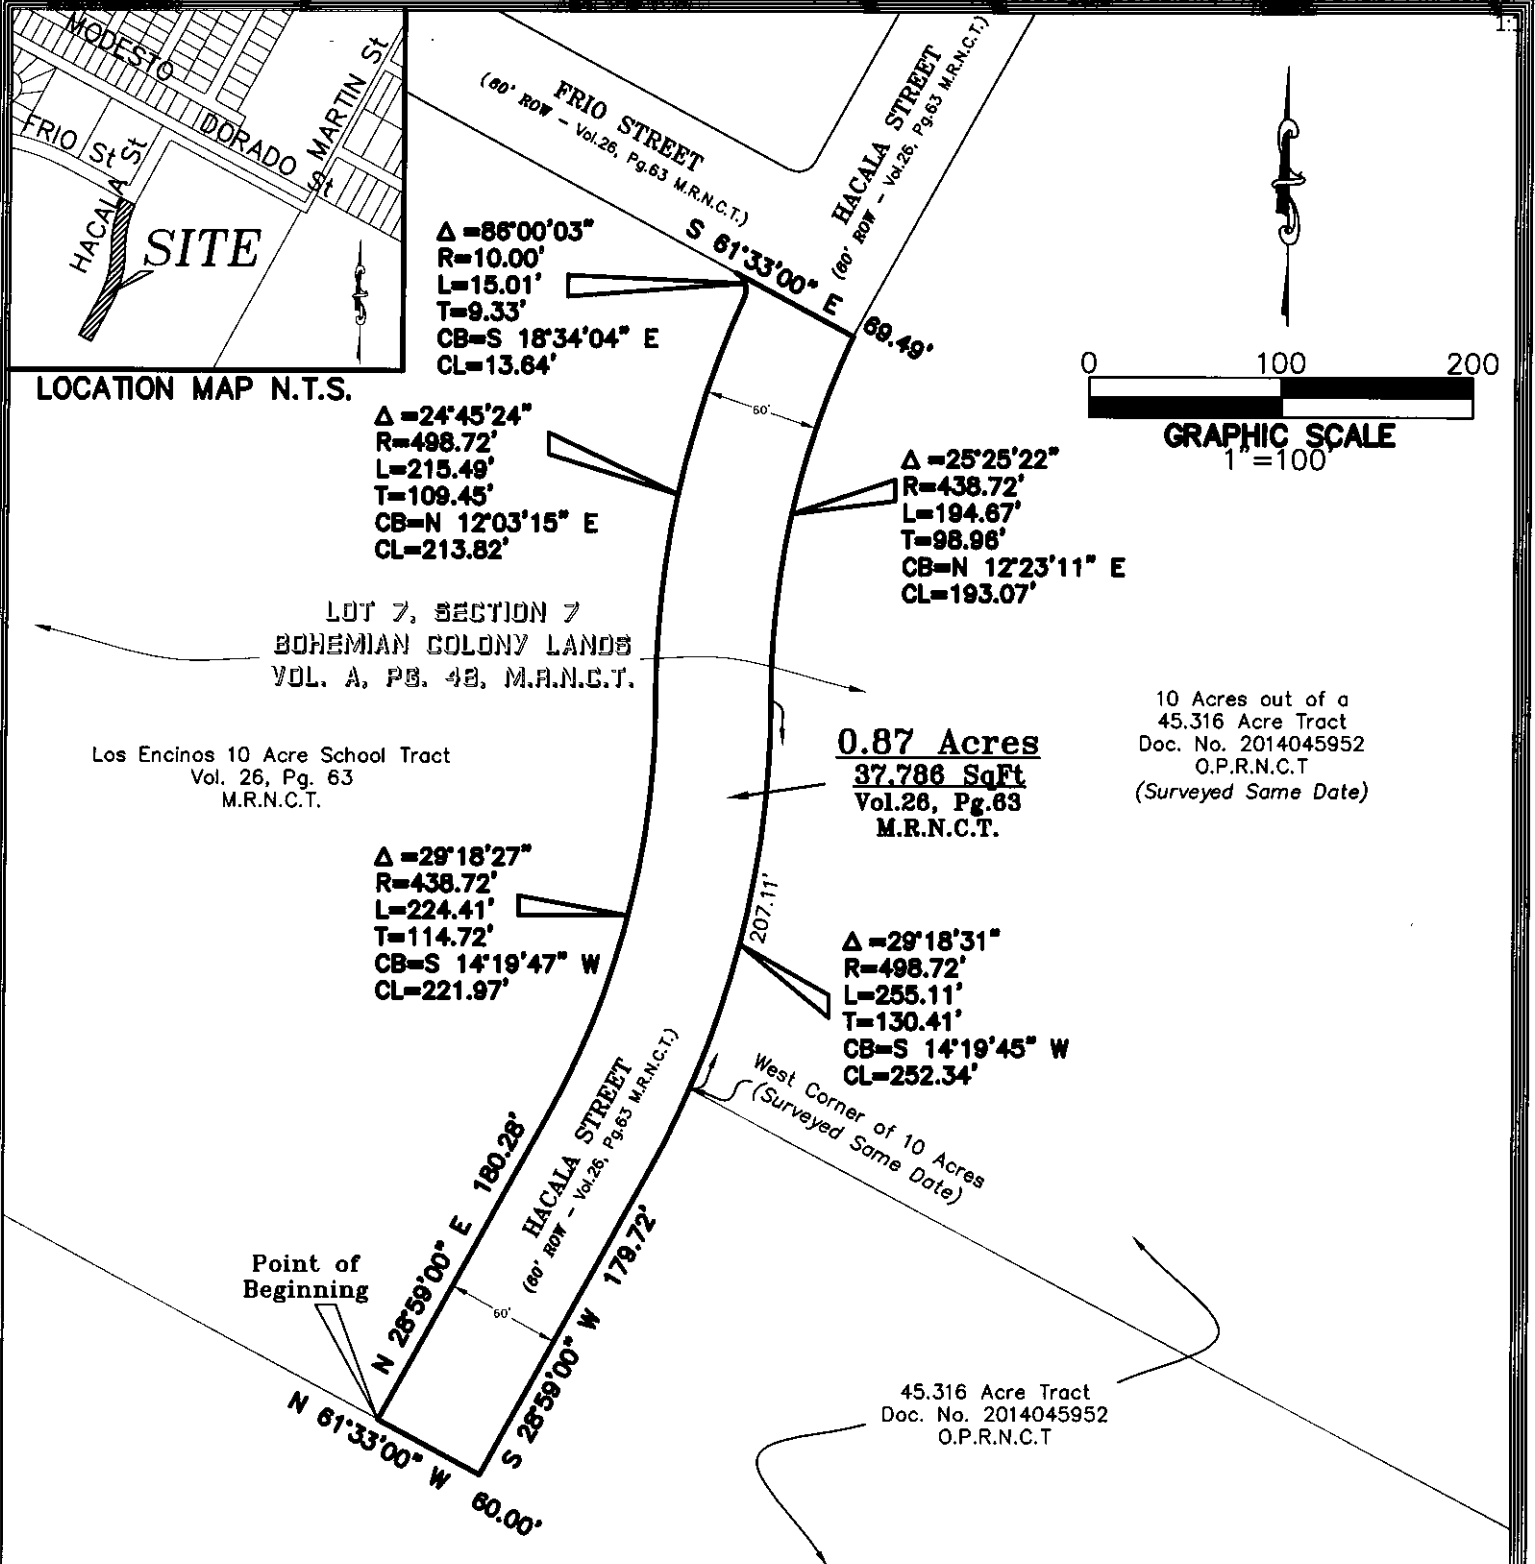 MODESTO
DORADO St
MARTIN St
FRIO St
HACALA St
SITE
LOCATION MAP N.T.S.
FRIO STREET
(60' ROW - Vol.26, Pg.63 M.R.N.C.T.)
HACALA STREET
(60' ROW - Vol.26, Pg.63 M.R.N.C.T.)
1:1
S 61°33'00" E 69.49'
Δ =86°00'03"
R=10.00'
L=15.01'
T=9.33'
CB=S 18°34'04" E
CL=13.64'
0 100 200
GRAPHIC SCALE
1"=100'
60'
Δ =24°45'24"
R=498.72'
L=215.49'
T=109.45'
CB=N 12°03'15" E
CL=213.82'
Δ =25°25'22"
R=438.72'
L=194.67'
T=98.96'
CB=N 12°23'11" E
CL=193.07'
LOT 7, SECTION 7
BOHEMIAN COLONY LANDS
VOL. A, PG. 48, M.R.N.C.T.
Los Encinos 10 Acre School Tract
Vol. 26, Pg. 63
M.R.N.C.T.
0.87 Acres
37,786 SqFt
Vol.26, Pg.63
M.R.N.C.T.
10 Acres out of a
45.316 Acre Tract
Doc. No. 2014045952
O.P.R.N.C.T
(Surveyed Same Date)
Δ =29°18'27"
R=438.72'
L=224.41'
T=114.72'
CB=S 14°19'47" W
CL=221.97'
207.11'
Δ =29°18'31"
R=498.72'
L=255.11'
T=130.41'
CB=S 14°19'45" W
CL=252.34'
West Corner of 10 Acres
(Surveyed Same Date)
HACALA STREET
(60' ROW - Vol.26, Pg.63 M.R.N.C.T.)
N 28°59'00" E 180.28'
S 28°59'00" W 179.72'
60'
Point of
Beginning
N 61°33'00" W 60.00'
45.316 Acre Tract
Doc. No. 2014045952
O.P.R.N.C.T